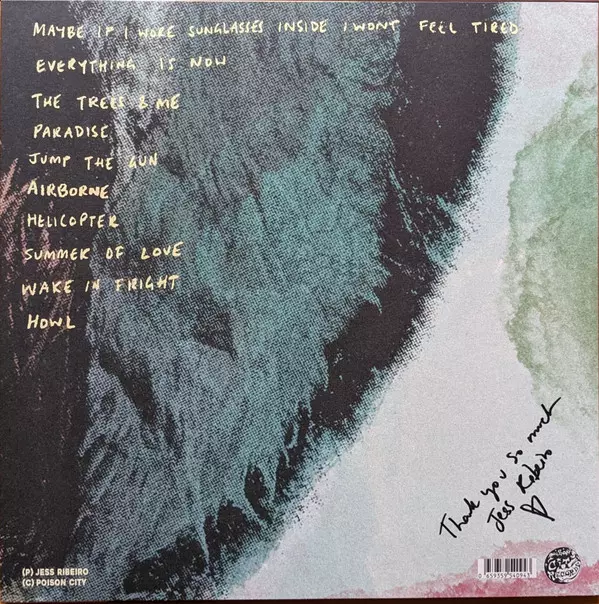 MAYBE IF I WORE SUNGLASSES INSIDE I WONT FEEL TIRED
EVERYTHING IS NOW
THE TREES & ME
PARADISE
JUMP THE GUN
AIRBORNE
HELICOPTER
SUMMER OF LOVE
WAKE IN FRIGHT
HOWL
Thank you so much
Jess Ribeiro
(P) JESS RIBEIRO
(C) POISON CITY